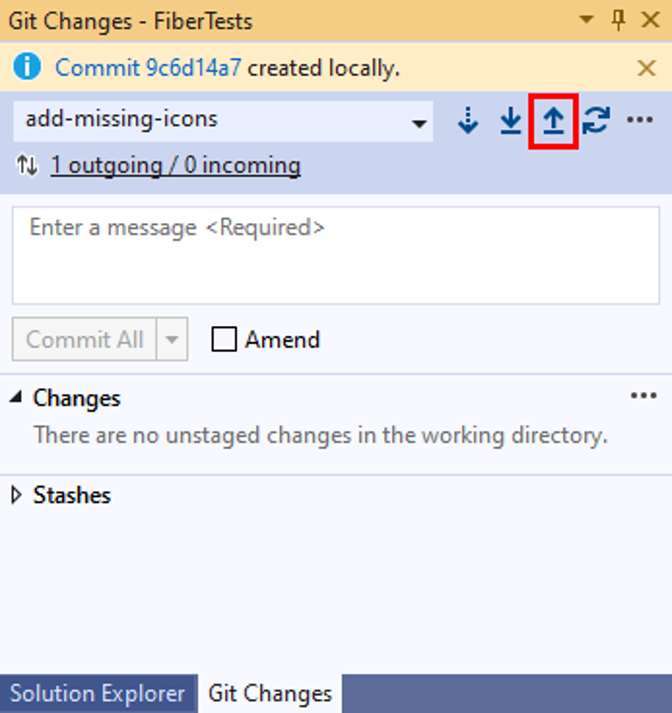 Git Changes - FiberTests
Commit 9c6d14a7 created locally.
add-missing-icons
1 outgoing / 0 incoming
Enter a message <Required>
Commit All
Amend
Changes
There are no unstaged changes in the working directory.
Stashes
Solution Explorer
Git Changes